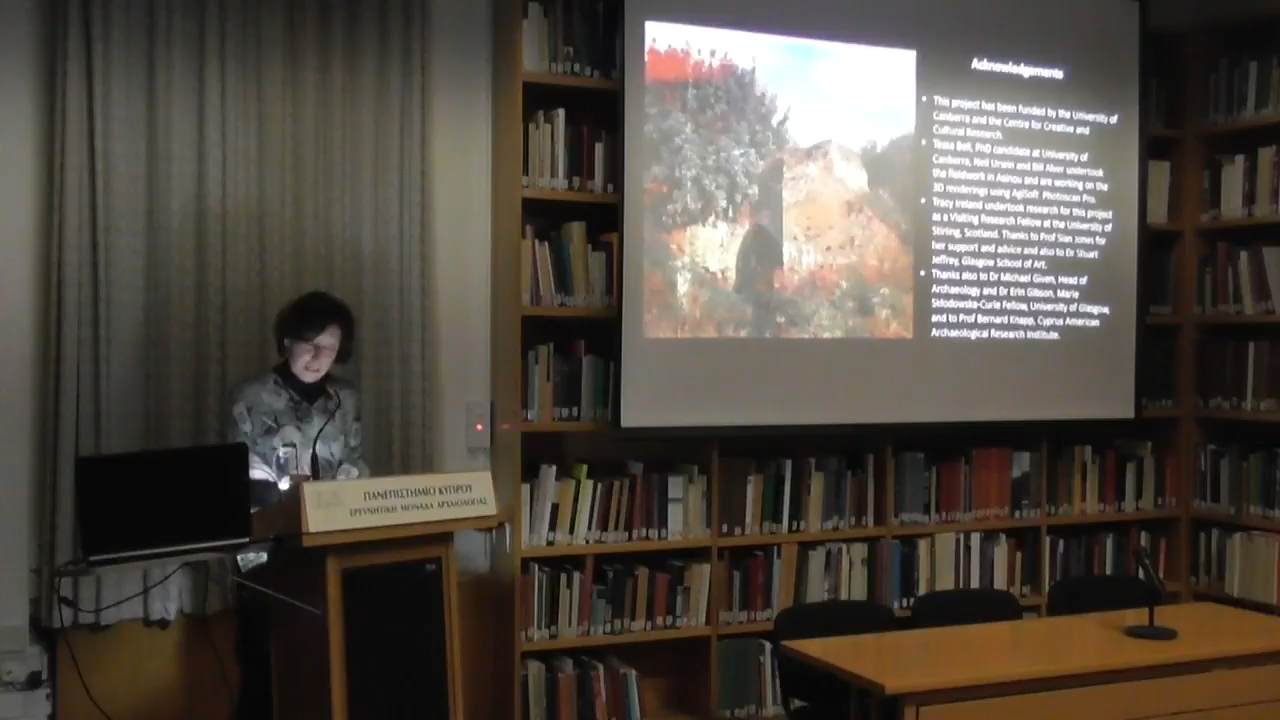 Acknowledgements
This project has been funded by the University of
Canberra and the Centre for Creative and
Cultural Research.
Tessa Bell, PhD candidate at University of
Canberra, Neil Urwin and Bill Alver undertook
the fieldwork in Asinou and are working on the
3D renderings using AgiSoft Photoscan Pro.
Tracy Ireland undertook research for this project
as a Visiting Research Fellow at the University of
Stirling, Scotland. Thanks to Prof Sian Jones for
her support and advice and also to Dr Stuart
Jeffrey, Glasgow School of Art.
Thanks also to Dr Michael Given, Head of
Archaeology and Dr Erin Gibson, Marie
Sklodowska-Curie Fellow, University of Glasgow,
and to Prof Bernard Knapp, Cyprus American
Archaeological Research Institute.
ΠΑΝΕΠΙΣΤΗΜΙΟ ΚΥΠΡΟΥ
ΕΡΕΥΝΗΤΙΚΗ ΜΟΝΑΔΑ ΑΡΧΑΙΟΛΟΓΙΑΣ